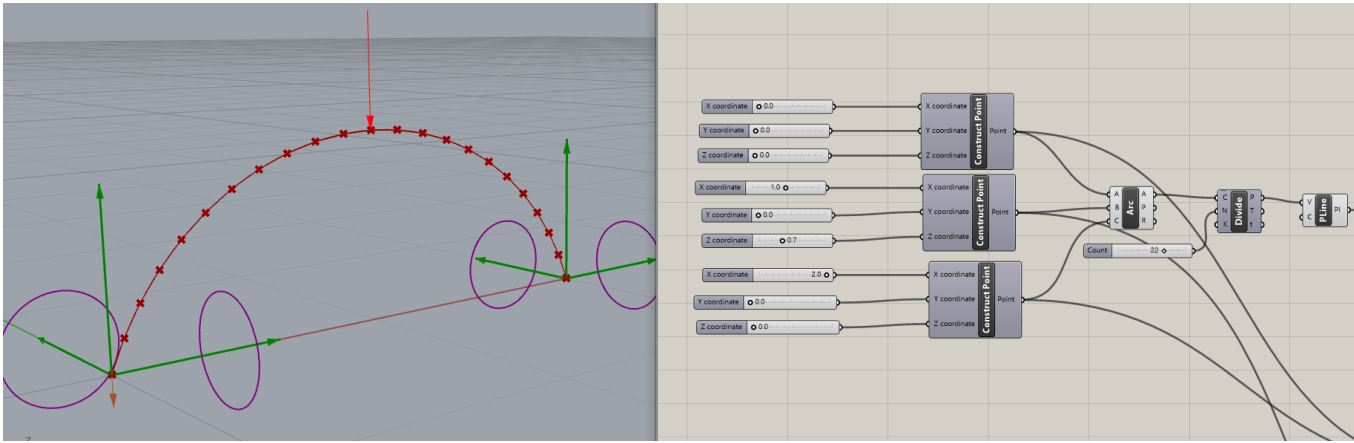 X coordinate 0.0
Y coordinate 0.0
Z coordinate 0.0
X coordinate Y coordinate Z coordinate Construct Point Point
X coordinate 1.0
Y coordinate 0.0
Z coordinate 0.7
X coordinate Y coordinate Z coordinate Construct Point Point
X coordinate 2.0
Y coordinate 0.0
Z coordinate 0.0
X coordinate Y coordinate Z coordinate Construct Point Point
A B C Arc A P R
Count 22
C N K Divide P T t
V C PLine Pl
Z